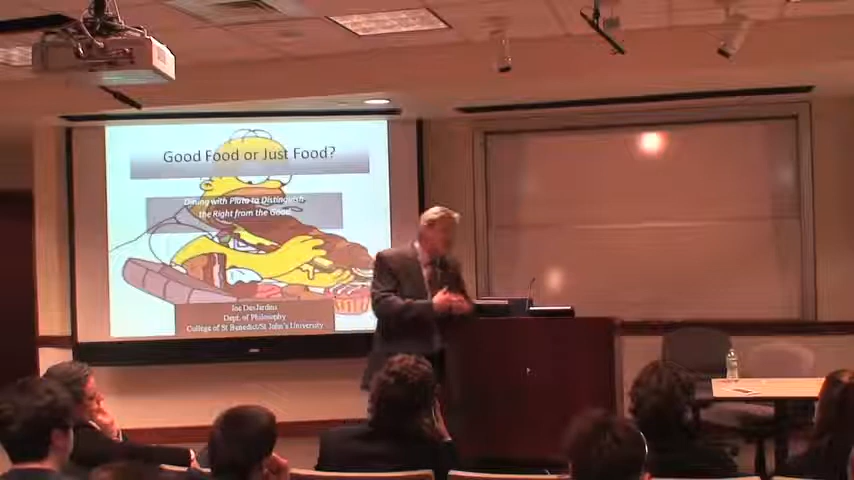 Good Food or Just Food?
Dining with Plato to Distinguish
the Right from the Good
Joe DesJardins
Dept. of Philosophy
College of St Benedict/St John's University